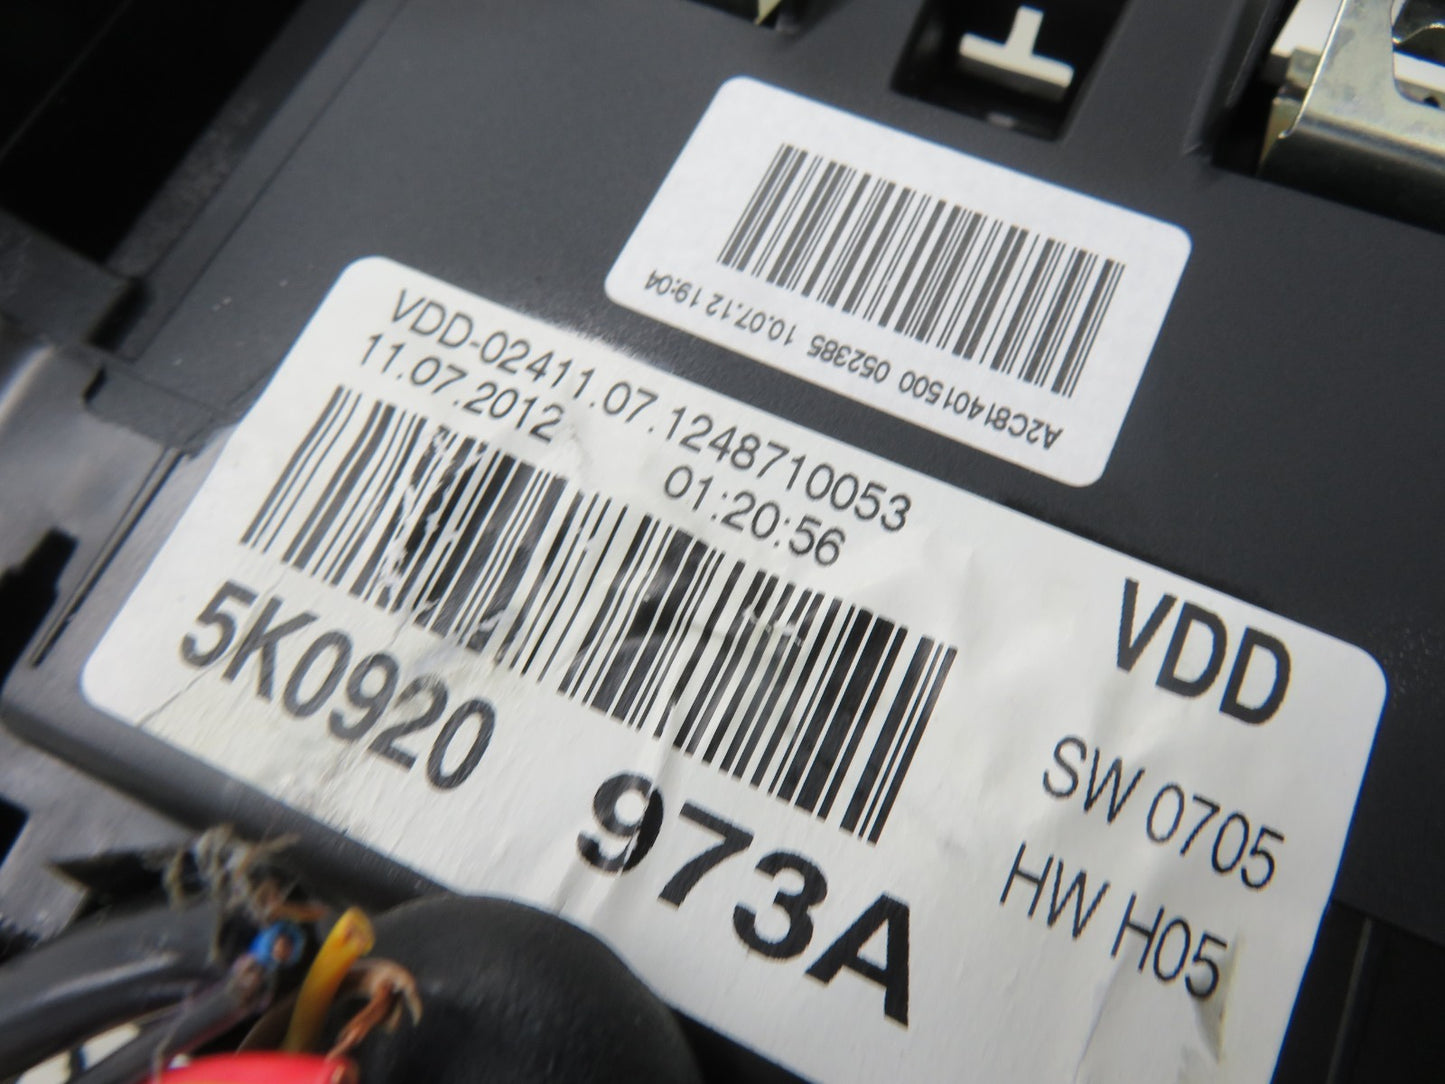 A2C81401500 052385 10.07.12 19:04
VDD-02411.07.1248710053
11.07.2012 01:20:56
5K0920 973A
VDD
SW 0705
HW H05